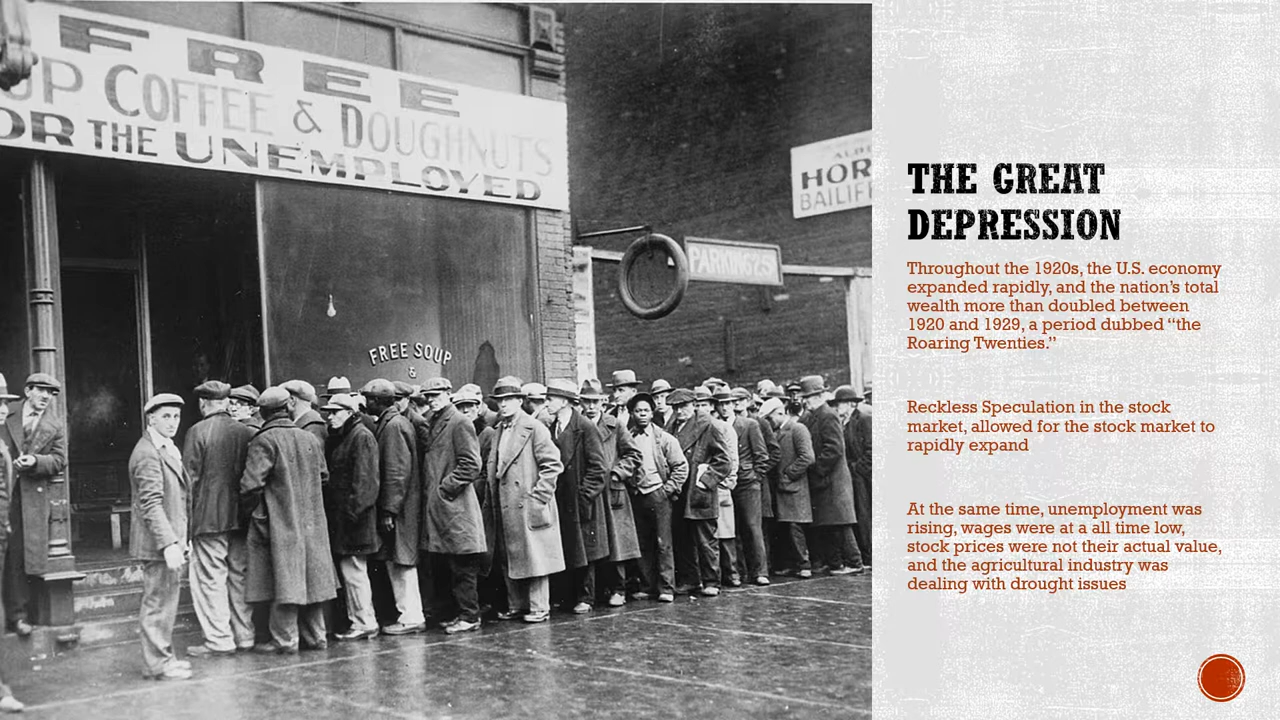 FREE
UP COFFEE & DOUGHNUTS
OR THE UNEMPLOYED
FREE SOUP
&
HOR
BAILIFF
PARKING 25
THE GREAT
DEPRESSION
Throughout the 1920s, the U.S. economy
expanded rapidly, and the nation’s total
wealth more than doubled between
1920 and 1929, a period dubbed “the
Roaring Twenties.”
Reckless Speculation in the stock
market, allowed for the stock market to
rapidly expand
At the same time, unemployment was
rising, wages were at a all time low,
stock prices were not their actual value,
and the agricultural industry was
dealing with drought issues